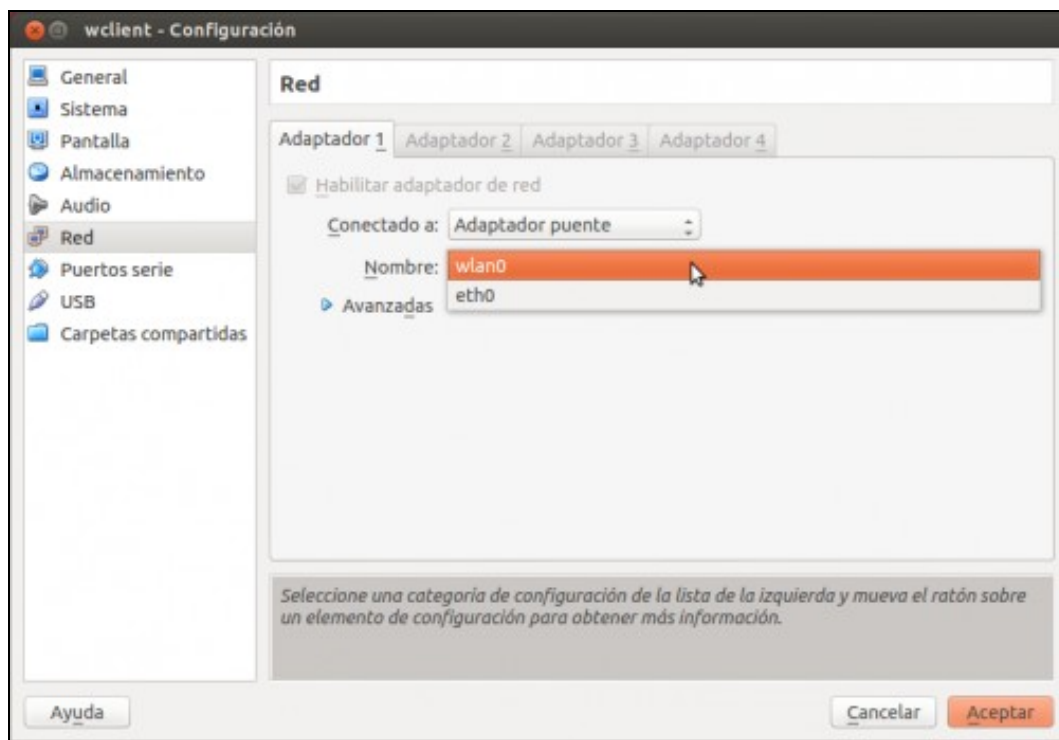 wclient - Configuración
General
Sistema
Pantalla
Almacenamiento
Audio
Red
Puertos serie
USB
Carpetas compartidas
Red
Adaptador 1 Adaptador 2 Adaptador 3 Adaptador 4
Habilitar adaptador de red
Conectado a: Adaptador puente
Nombre: wlan0
eth0
Avanzadas
Seleccione una categoría de configuración de la lista de la izquierda y mueva el ratón sobre
un elemento de configuración para obtener más información.
Ayuda Cancelar Aceptar